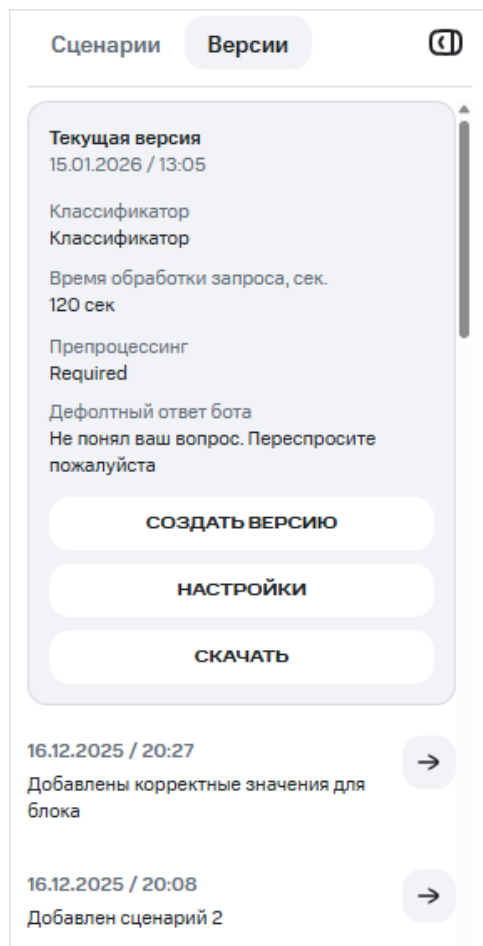 Сценарии Версии
Текущая версия
15.01.2026 / 13:05
Классификатор
Классификатор
Время обработки запроса, сек.
120 сек
Препроцессинг
Required
Дефолтный ответ бота
Не понял ваш вопрос. Переспросите
пожалуйста
СОЗДАТЬ ВЕРСИЮ
НАСТРОЙКИ
СКАЧАТЬ
16.12.2025 / 20:27
Добавлены корректные значения для
блока
16.12.2025 / 20:08
Добавлен сценарий 2